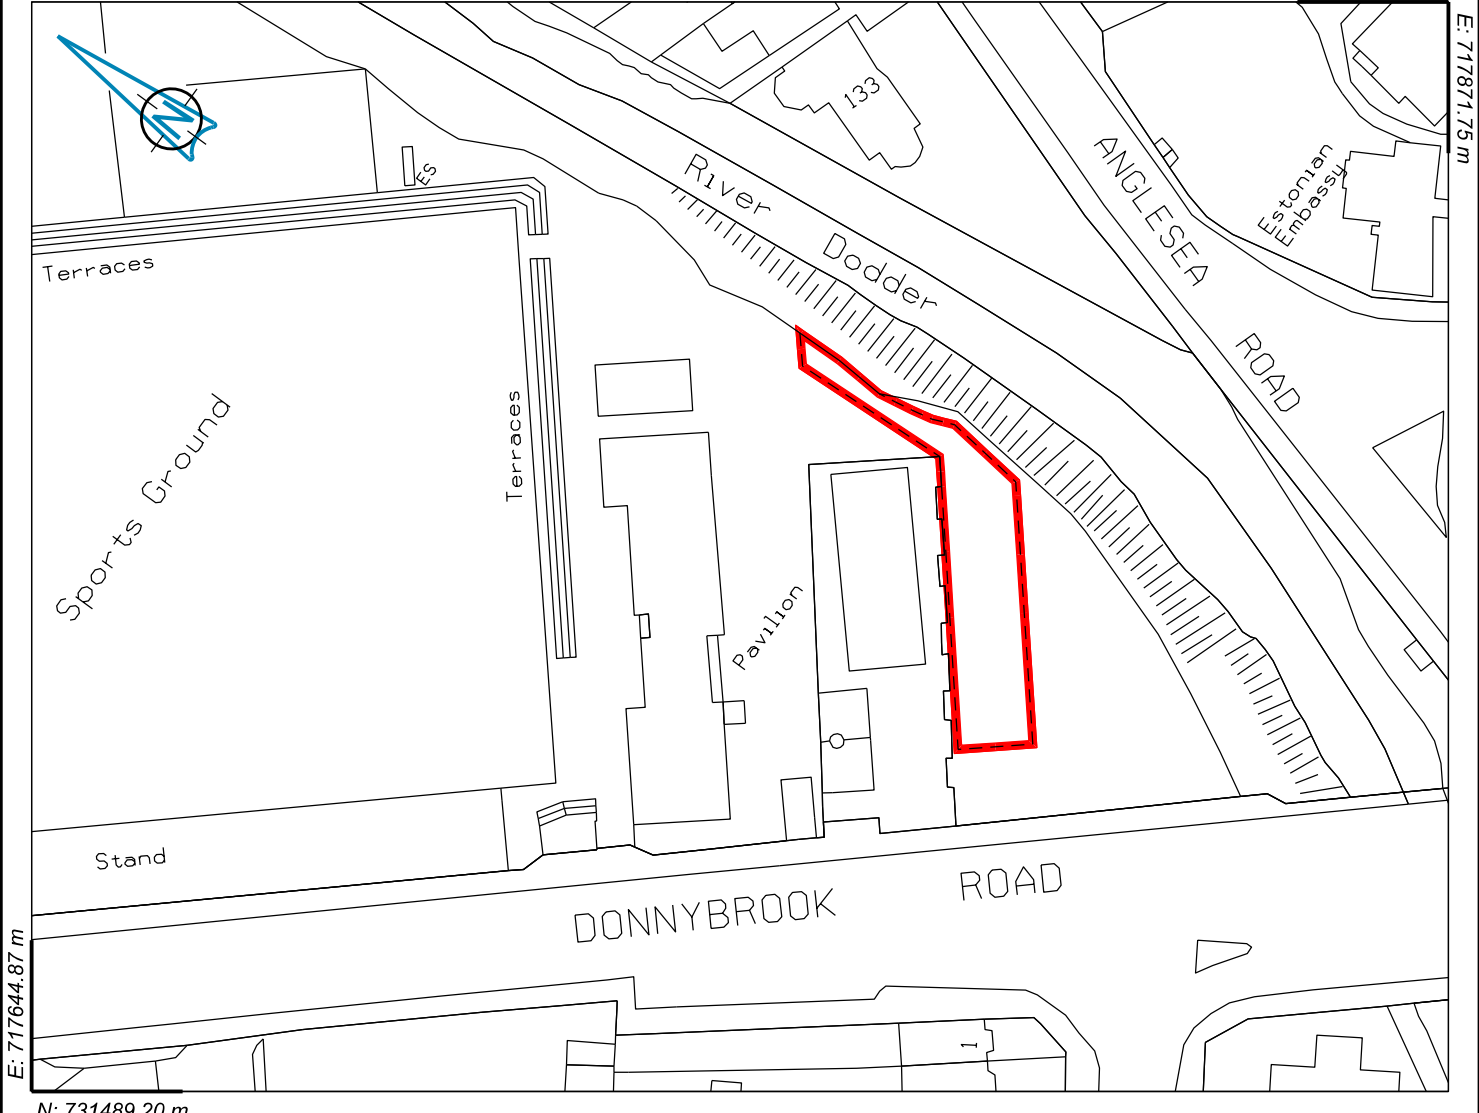 E: 717871.75 m
N
133
ES
River
Dodder
ANGLESEA
ROAD
Estonian
Embassy
Terraces
Terraces
Sports Ground
Pavilion
Stand
DONNYBROOK ROAD
1
E: 717644.87 m
N: 731489.20 m